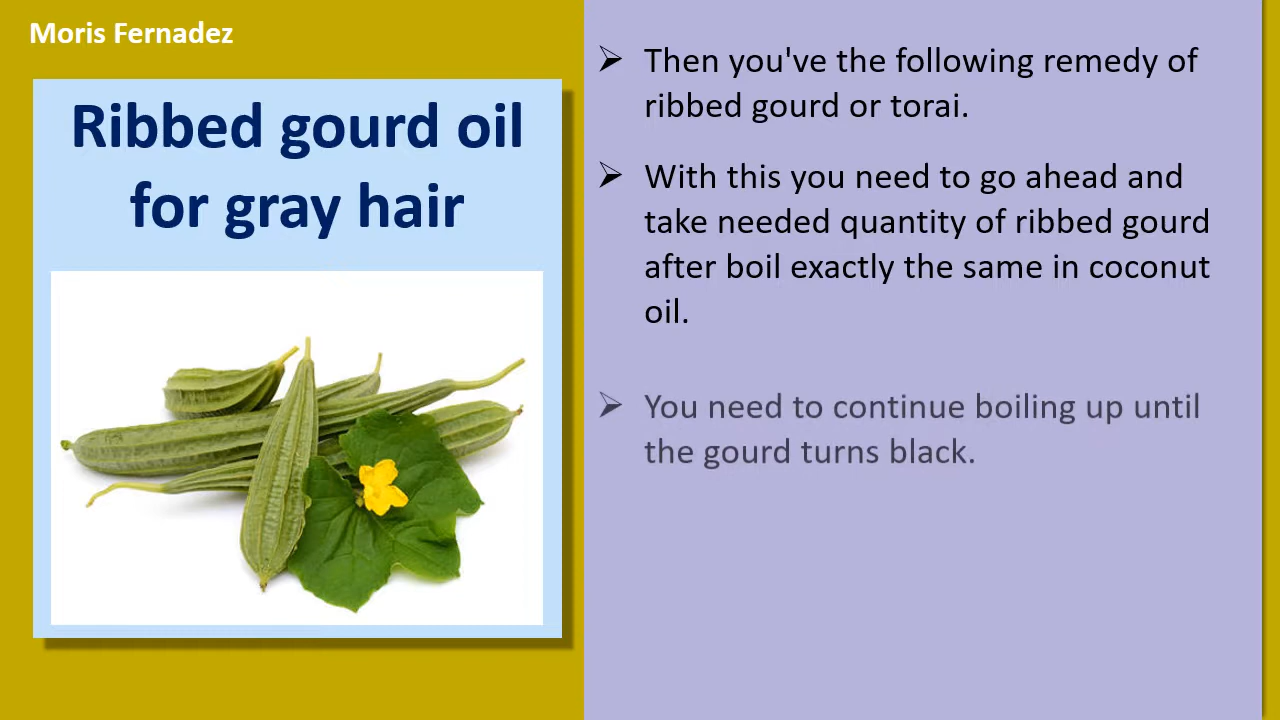 Moris Fernadez
Ribbed gourd oil
for gray hair
Then you've the following remedy of
ribbed gourd or torai.
With this you need to go ahead and
take needed quantity of ribbed gourd
after boil exactly the same in coconut
oil.
You need to continue boiling up until
the gourd turns black.